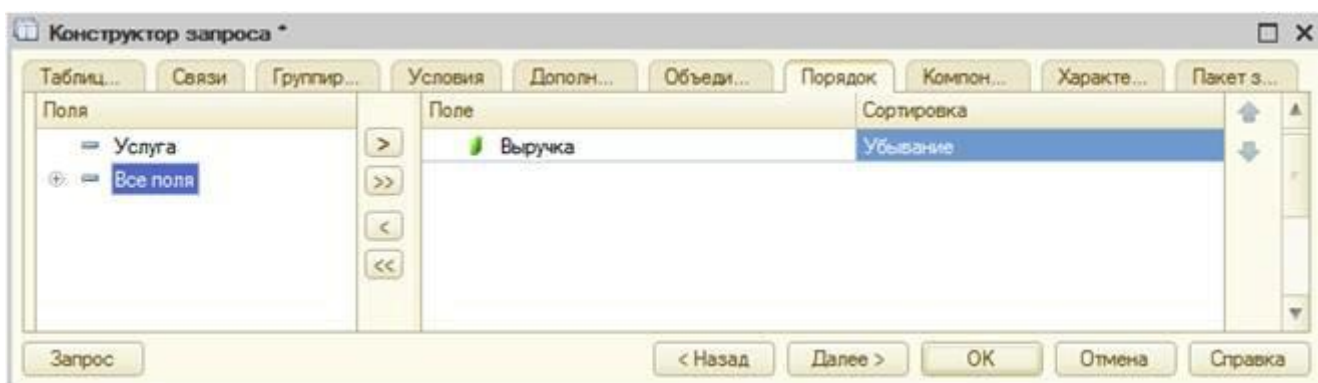 Конструктор запроса *
Таблиц... Связи Группир... Условия Дополн... Объеди... Порядок Компон... Характе... Пакет з...
Поля Поле Сортировка
Услуга > Выручка Убывание
Все поля >>
<
<<
Запрос < Назад Далее > ОК Отмена Справка